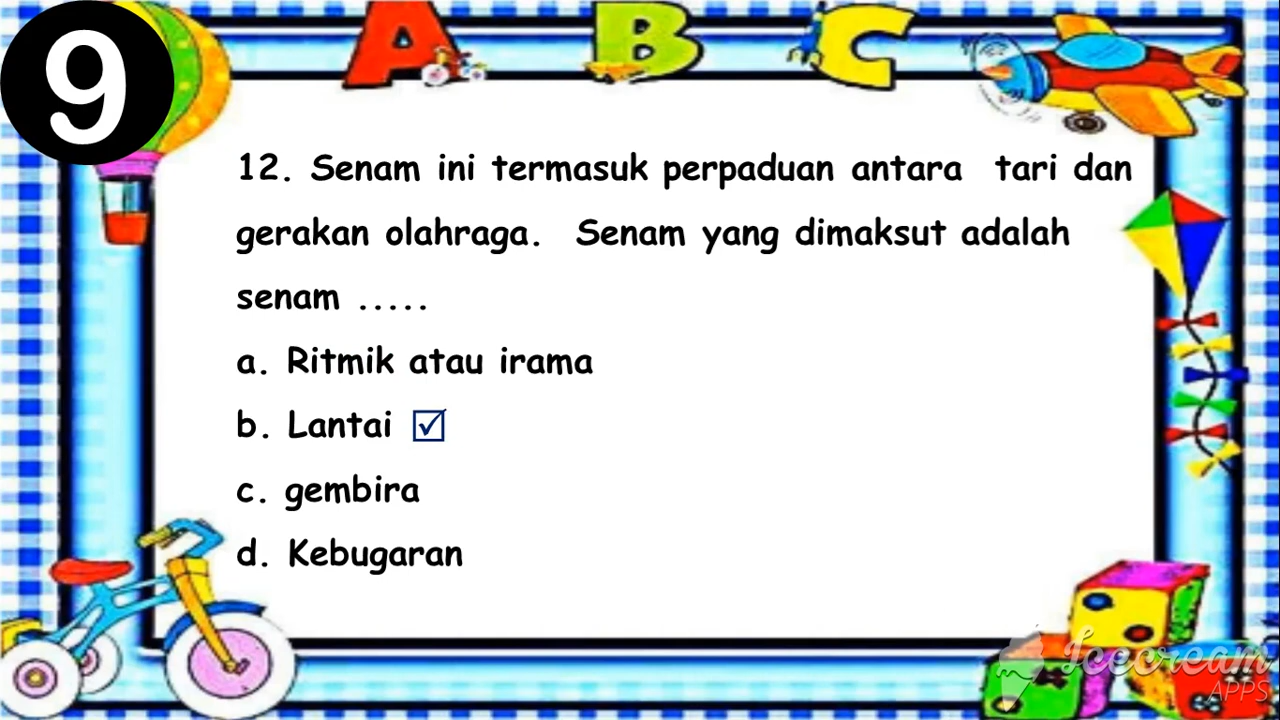 9
A B C
12. Senam ini termasuk perpaduan antara tari dan
gerakan olahraga. Senam yang dimaksut adalah
senam .....
a. Ritmik atau irama
b. Lantai ☑
c. gembira
d. Kebugaran
Icecream
APPS